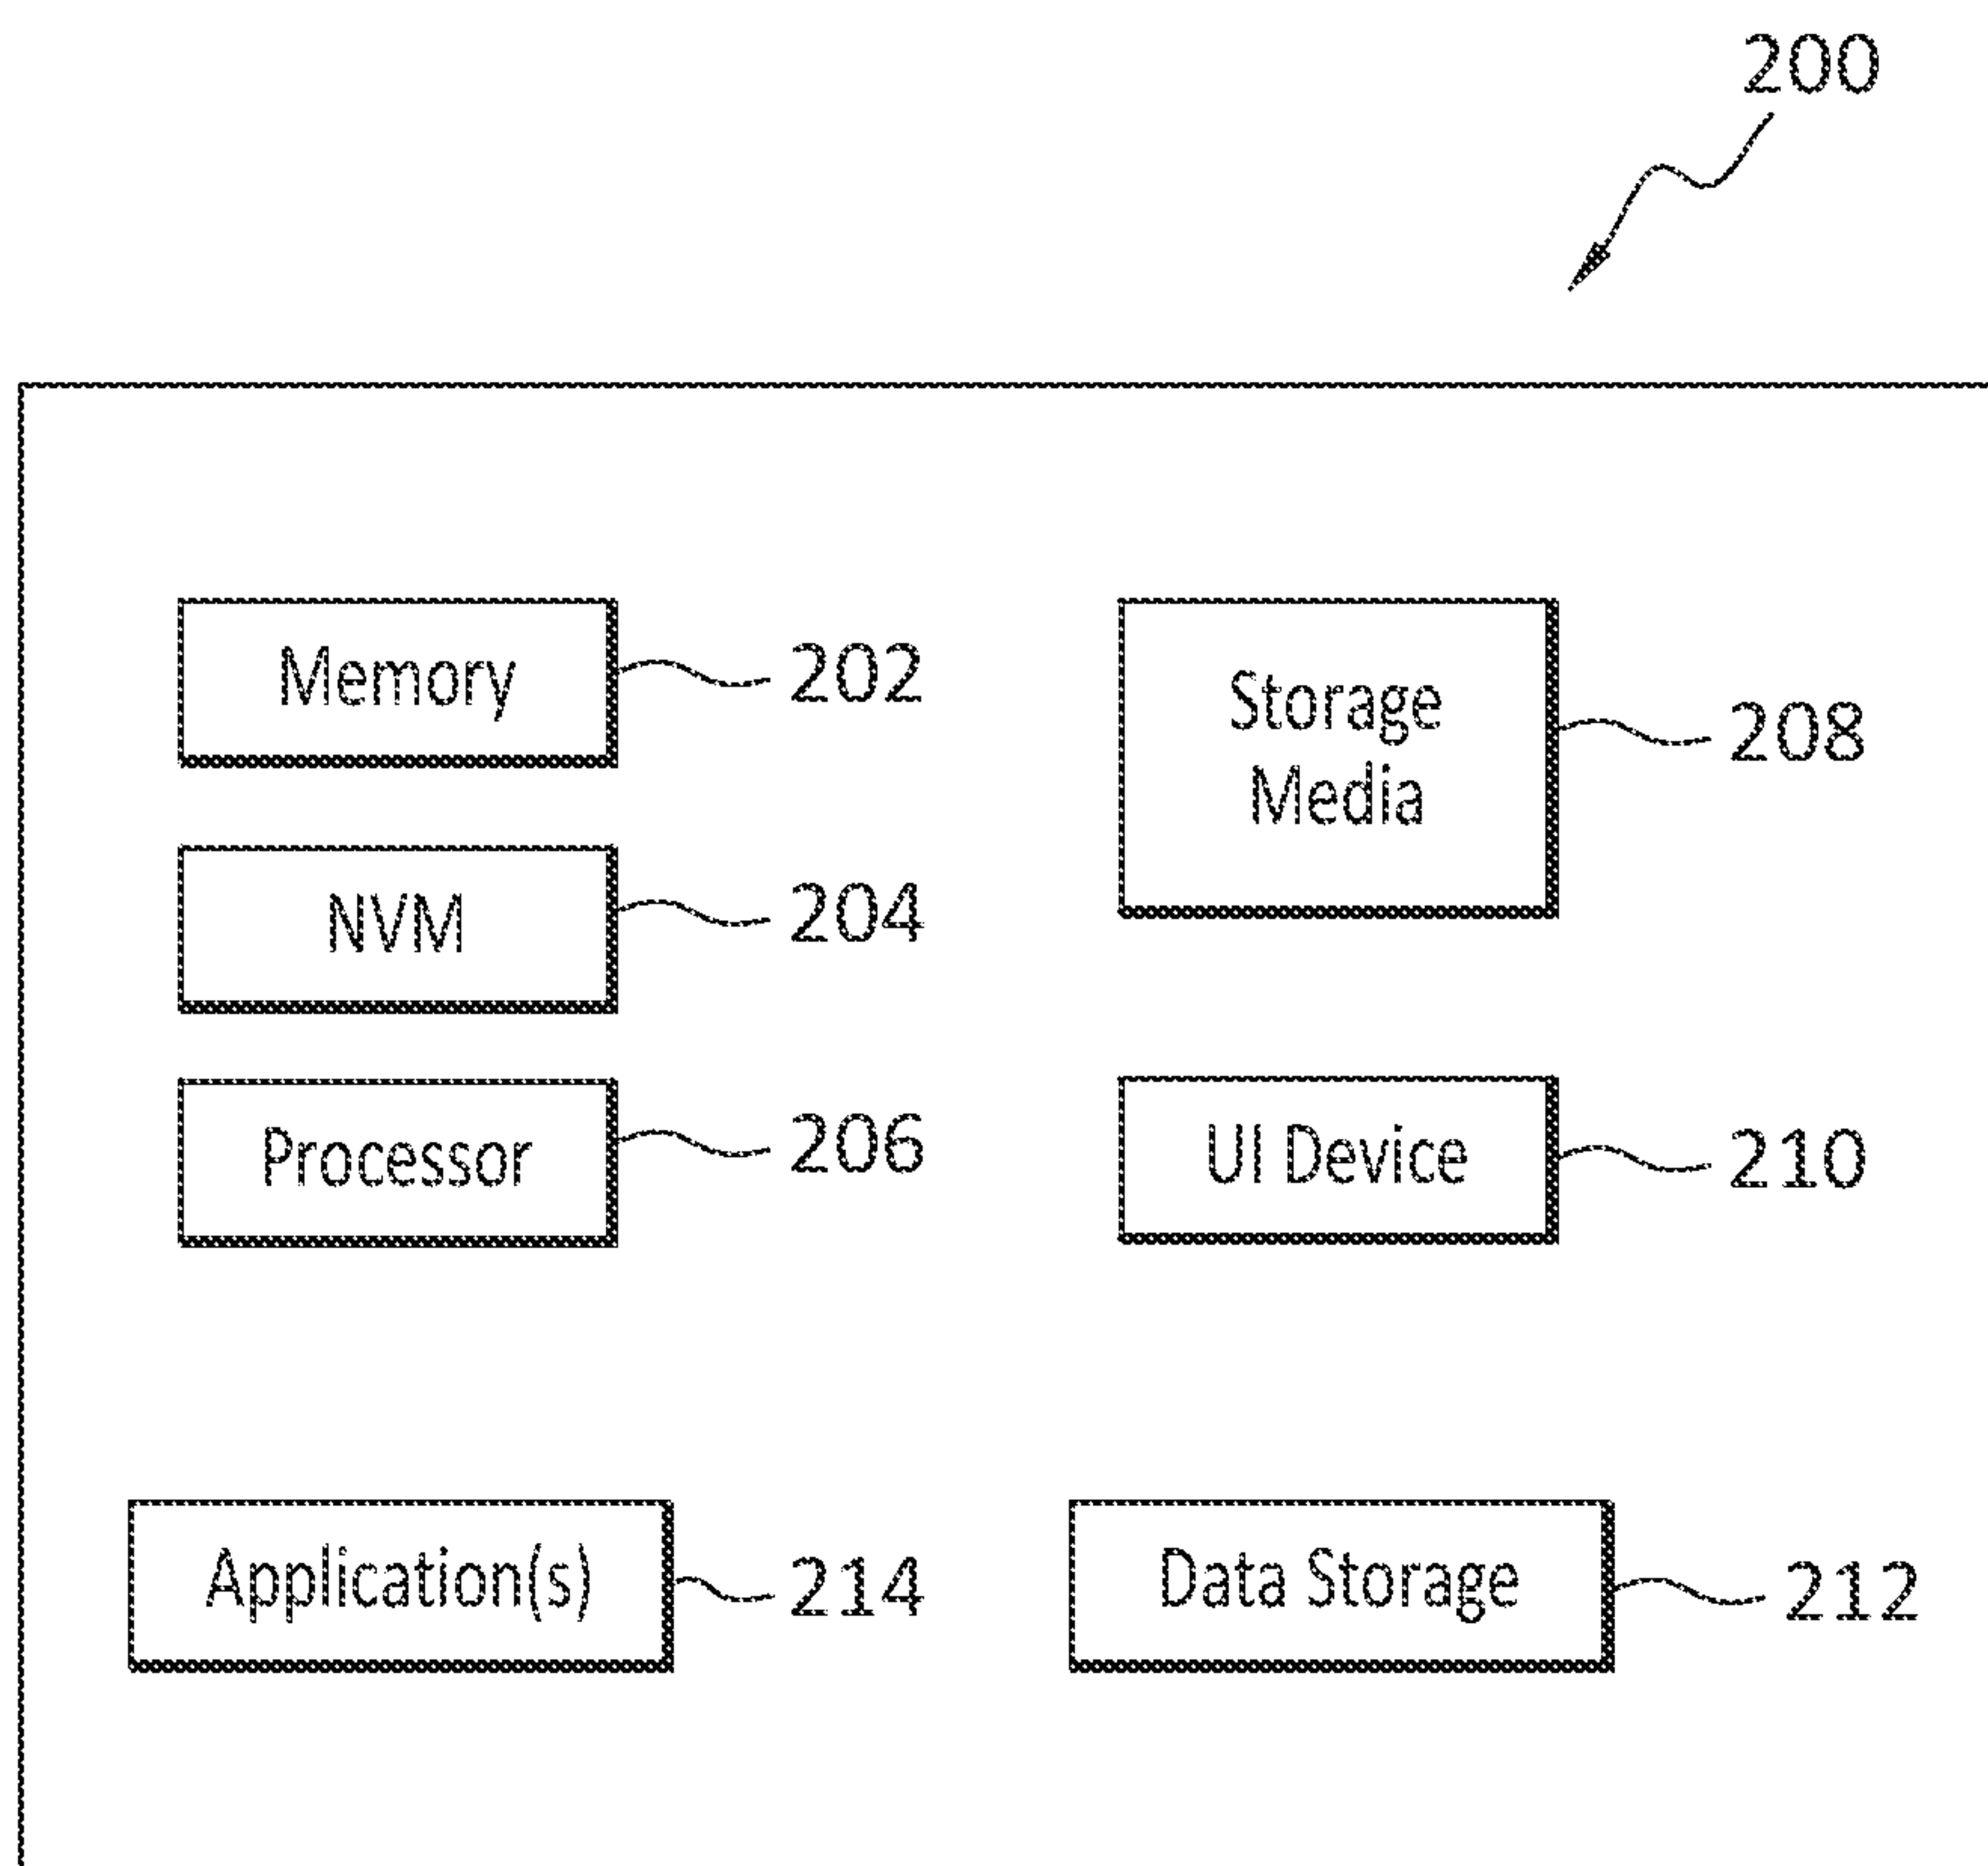 200
Memory 202
Storage
Media
208
NVM 204
Processor 206
UI Device 210
Application(s) 214
Data Storage 212